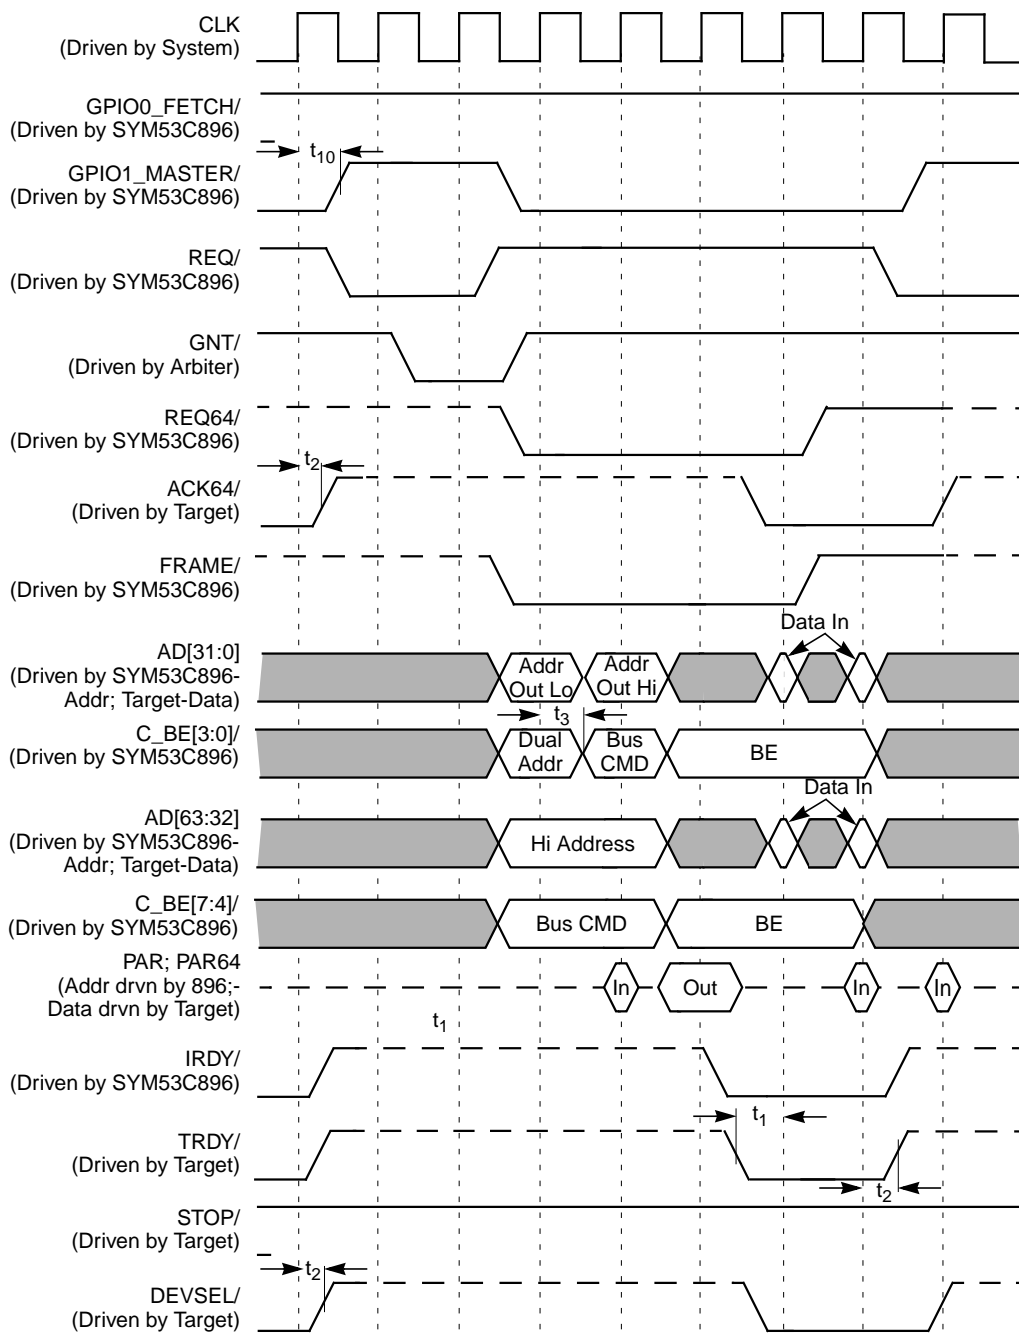 CLK
(Driven by System)
GPIO0_FETCH/
(Driven by SYM53C896)
t10
GPIO1_MASTER/
(Driven by SYM53C896)
REQ/
(Driven by SYM53C896)
GNT/
(Driven by Arbiter)
REQ64/
(Driven by SYM53C896)
t2
ACK64/
(Driven by Target)
FRAME/
(Driven by SYM53C896)
Data In
AD[31:0]
(Driven by SYM53C896-
Addr; Target-Data)
Addr
Out Lo
Addr
Out Hi
t3
C_BE[3:0]/
(Driven by SYM53C896)
Dual
Addr
Bus
CMD
BE
Data In
AD[63:32]
(Driven by SYM53C896-
Addr; Target-Data)
Hi Address
C_BE[7:4]/
(Driven by SYM53C896)
Bus CMD
BE
PAR; PAR64
(Addr drvn by 896;-
Data drvn by Target)
In
Out
In
In
t1
IRDY/
(Driven by SYM53C896)
t1
TRDY/
(Driven by Target)
t2
STOP/
(Driven by Target)
t2
DEVSEL/
(Driven by Target)